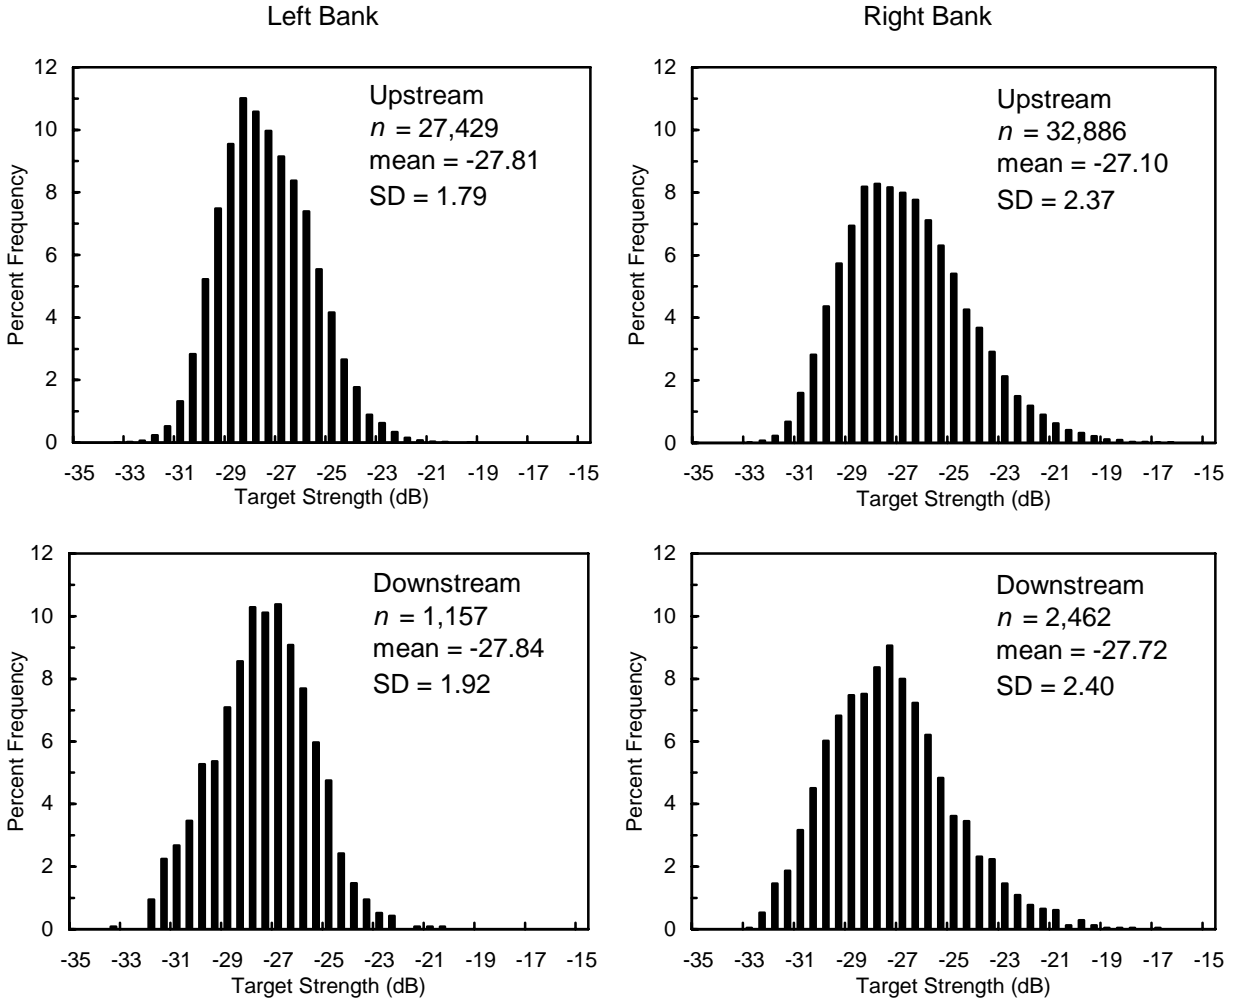 Left Bank
Right Bank
12
10
8
6
4
2
0
Percent Frequency
Upstream
n = 27,429
mean = -27.81
SD = 1.79
-35 -33 -31 -29 -27 -25 -23 -21 -19 -17 -15
Target Strength (dB)
12
10
8
6
4
2
0
Percent Frequency
Upstream
n = 32,886
mean = -27.10
SD = 2.37
-35 -33 -31 -29 -27 -25 -23 -21 -19 -17 -15
Target Strength (dB)
12
10
8
6
4
2
0
Percent Frequency
Downstream
n = 1,157
mean = -27.84
SD = 1.92
-35 -33 -31 -29 -27 -25 -23 -21 -19 -17 -15
Target Strength (dB)
12
10
8
6
4
2
0
Percent Frequency
Downstream
n = 2,462
mean = -27.72
SD = 2.40
-35 -33 -31 -29 -27 -25 -23 -21 -19 -17 -15
Target Strength (dB)